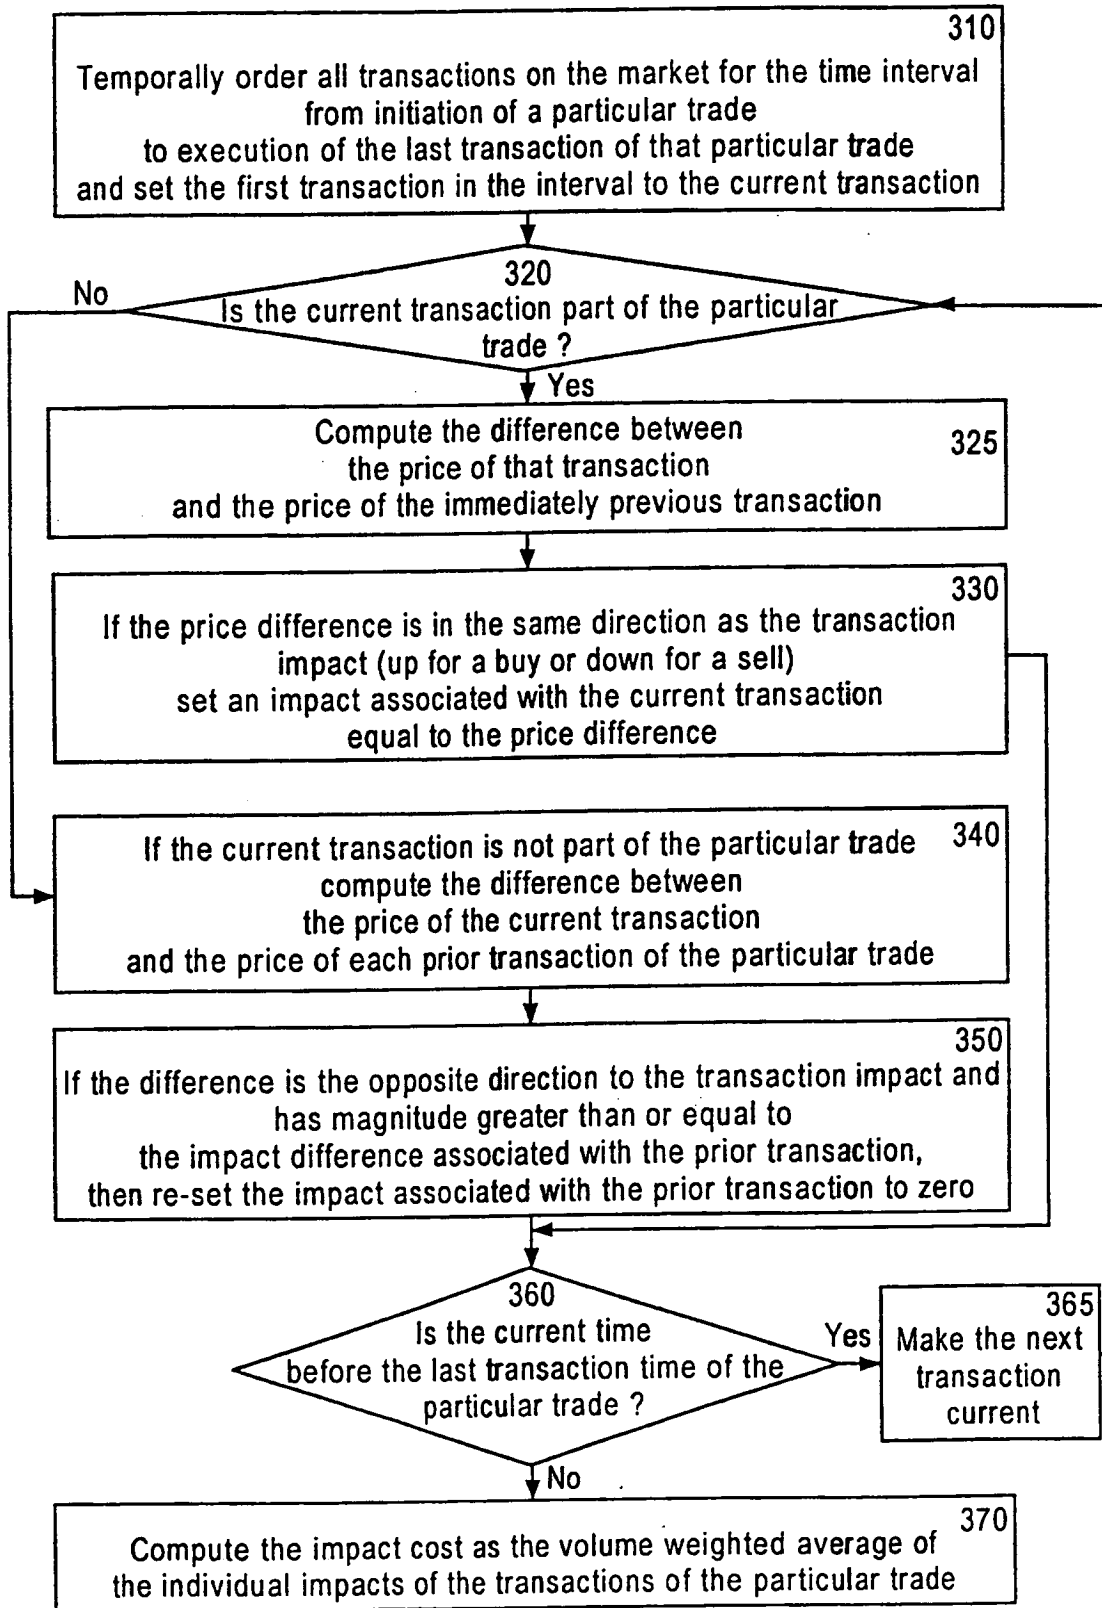 310
Temporally order all transactions on the market for the time interval
from initiation of a particular trade
to execution of the last transaction of that particular trade
and set the first transaction in the interval to the current transaction
No
320
Is the current transaction part of the particular
trade ?
Yes
Compute the difference between
325
the price of that transaction
and the price of the immediately previous transaction
330
If the price difference is in the same direction as the transaction
impact (up for a buy or down for a sell)
set an impact associated with the current transaction
equal to the price difference
If the current transaction is not part of the particular trade 340
compute the difference between
the price of the current transaction
and the price of each prior transaction of the particular trade
350
If the difference is the opposite direction to the transaction impact and
has magnitude greater than or equal to
the impact difference associated with the prior transaction,
then re-set the impact associated with the prior transaction to zero
360
Is the current time
before the last transaction time of the
particular trade ?
Yes
365
Make the next
transaction
current
No
370
Compute the impact cost as the volume weighted average of
the individual impacts of the transactions of the particular trade